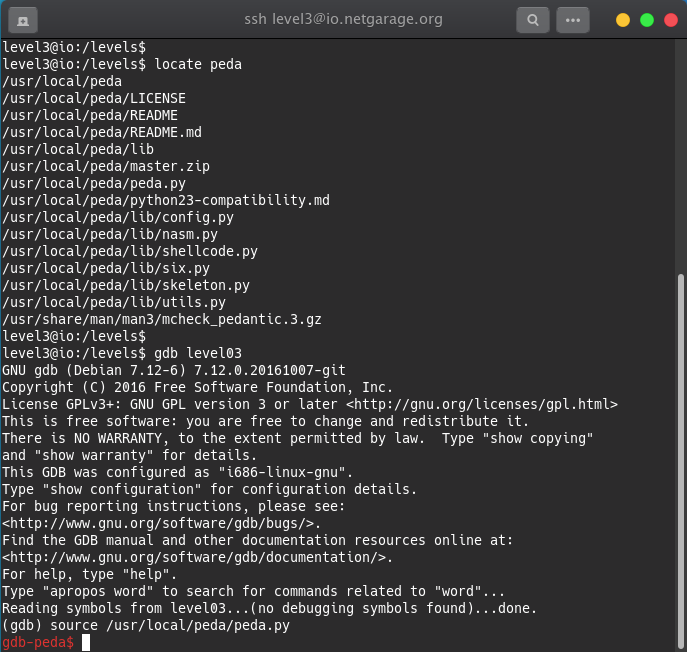 ssh level3@io.netgarage.org
level3@io:/levels$
level3@io:/levels$ locate peda
/usr/local/peda
/usr/local/peda/LICENSE
/usr/local/peda/README
/usr/local/peda/README.md
/usr/local/peda/lib
/usr/local/peda/master.zip
/usr/local/peda/peda.py
/usr/local/peda/python23-compatibility.md
/usr/local/peda/lib/config.py
/usr/local/peda/lib/nasm.py
/usr/local/peda/lib/shellcode.py
/usr/local/peda/lib/six.py
/usr/local/peda/lib/skeleton.py
/usr/local/peda/lib/utils.py
/usr/share/man/man3/mcheck_pedantic.3.gz
level3@io:/levels$
level3@io:/levels$ gdb level03
GNU gdb (Debian 7.12-6) 7.12.0.20161007-git
Copyright (C) 2016 Free Software Foundation, Inc.
License GPLv3+: GNU GPL version 3 or later <http://gnu.org/licenses/gpl.html>
This is free software: you are free to change and redistribute it.
There is NO WARRANTY, to the extent permitted by law.  Type "show copying"
and "show warranty" for details.
This GDB was configured as "i686-linux-gnu".
Type "show configuration" for configuration details.
For bug reporting instructions, please see:
<http://www.gnu.org/software/gdb/bugs/>.
Find the GDB manual and other documentation resources online at:
<http://www.gnu.org/software/gdb/documentation/>.
For help, type "help".
Type "apropos word" to search for commands related to "word"...
Reading symbols from level03...(no debugging symbols found)...done.
(gdb) source /usr/local/peda/peda.py
gdb-peda$